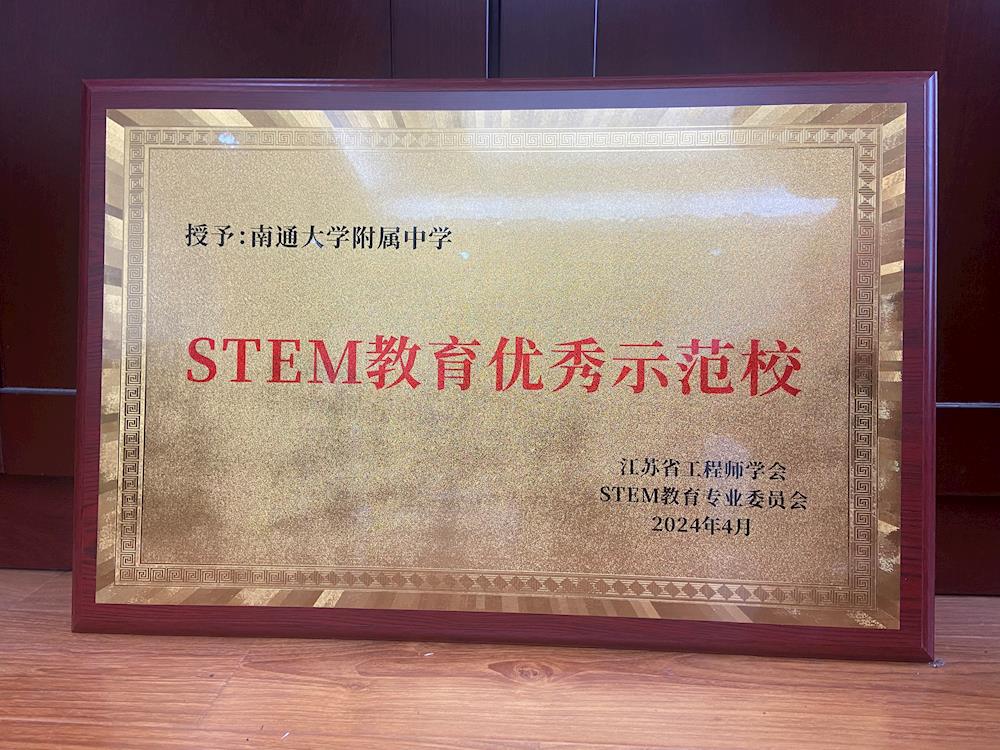 授予:南通大学附属中学
STEM教育优秀示范校
江苏省工程师学会
STEM教育专业委员会
2024年4月